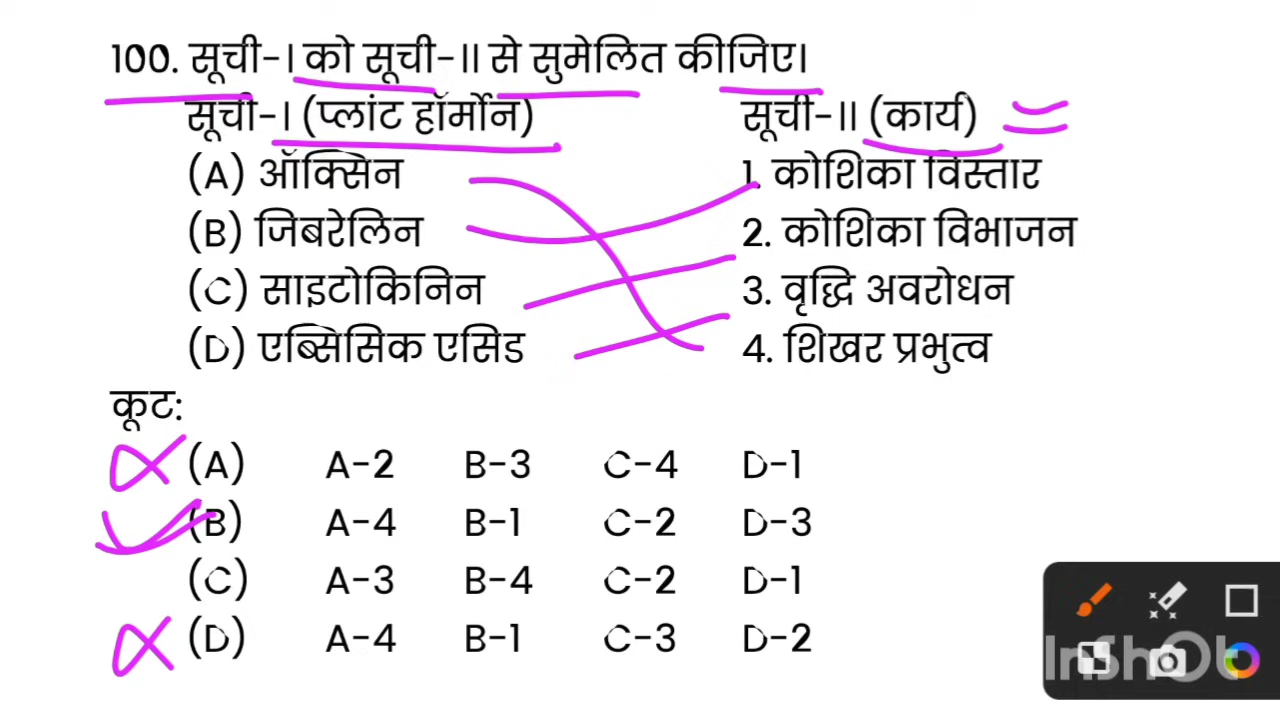 100. सूची-I को सूची-II से सुमेलित कीजिए।
सूची-I (प्लांट हॉर्मोन) सूची-II (कार्य)
(A) ऑक्सिन 1. कोशिका विस्तार
(B) जिबरेलिन 2. कोशिका विभाजन
(C) साइटोकिनिन 3. वृद्धि अवरोधन
(D) एब्सिसिक एसिड 4. शिखर प्रभुत्व
कूट:
(A) A-2 B-3 C-4 D-1
(B) A-4 B-1 C-2 D-3
(C) A-3 B-4 C-2 D-1
(D) A-4 B-1 C-3 D-2
InShOt